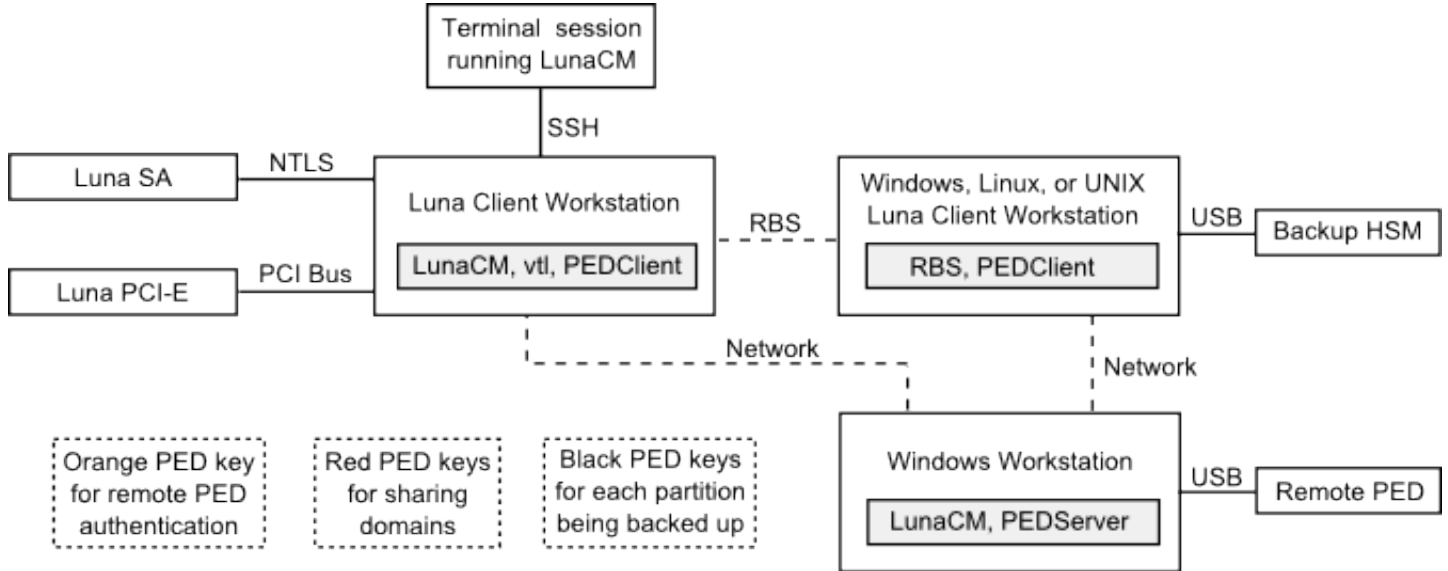 Terminal session
running LunaCM
SSH
Luna SA
NTLS
Luna Client Workstation
LunaCM, vtl, PEDClient
Luna PCI-E
PCI Bus
RBS
Windows, Linux, or UNIX
Luna Client Workstation
RBS, PEDClient
USB
Backup HSM
Network
Network
Orange PED key
for remote PED
authentication
Red PED keys
for sharing
domains
Black PED keys
for each partition
being backed up
Windows Workstation
LunaCM, PEDServer
USB
Remote PED